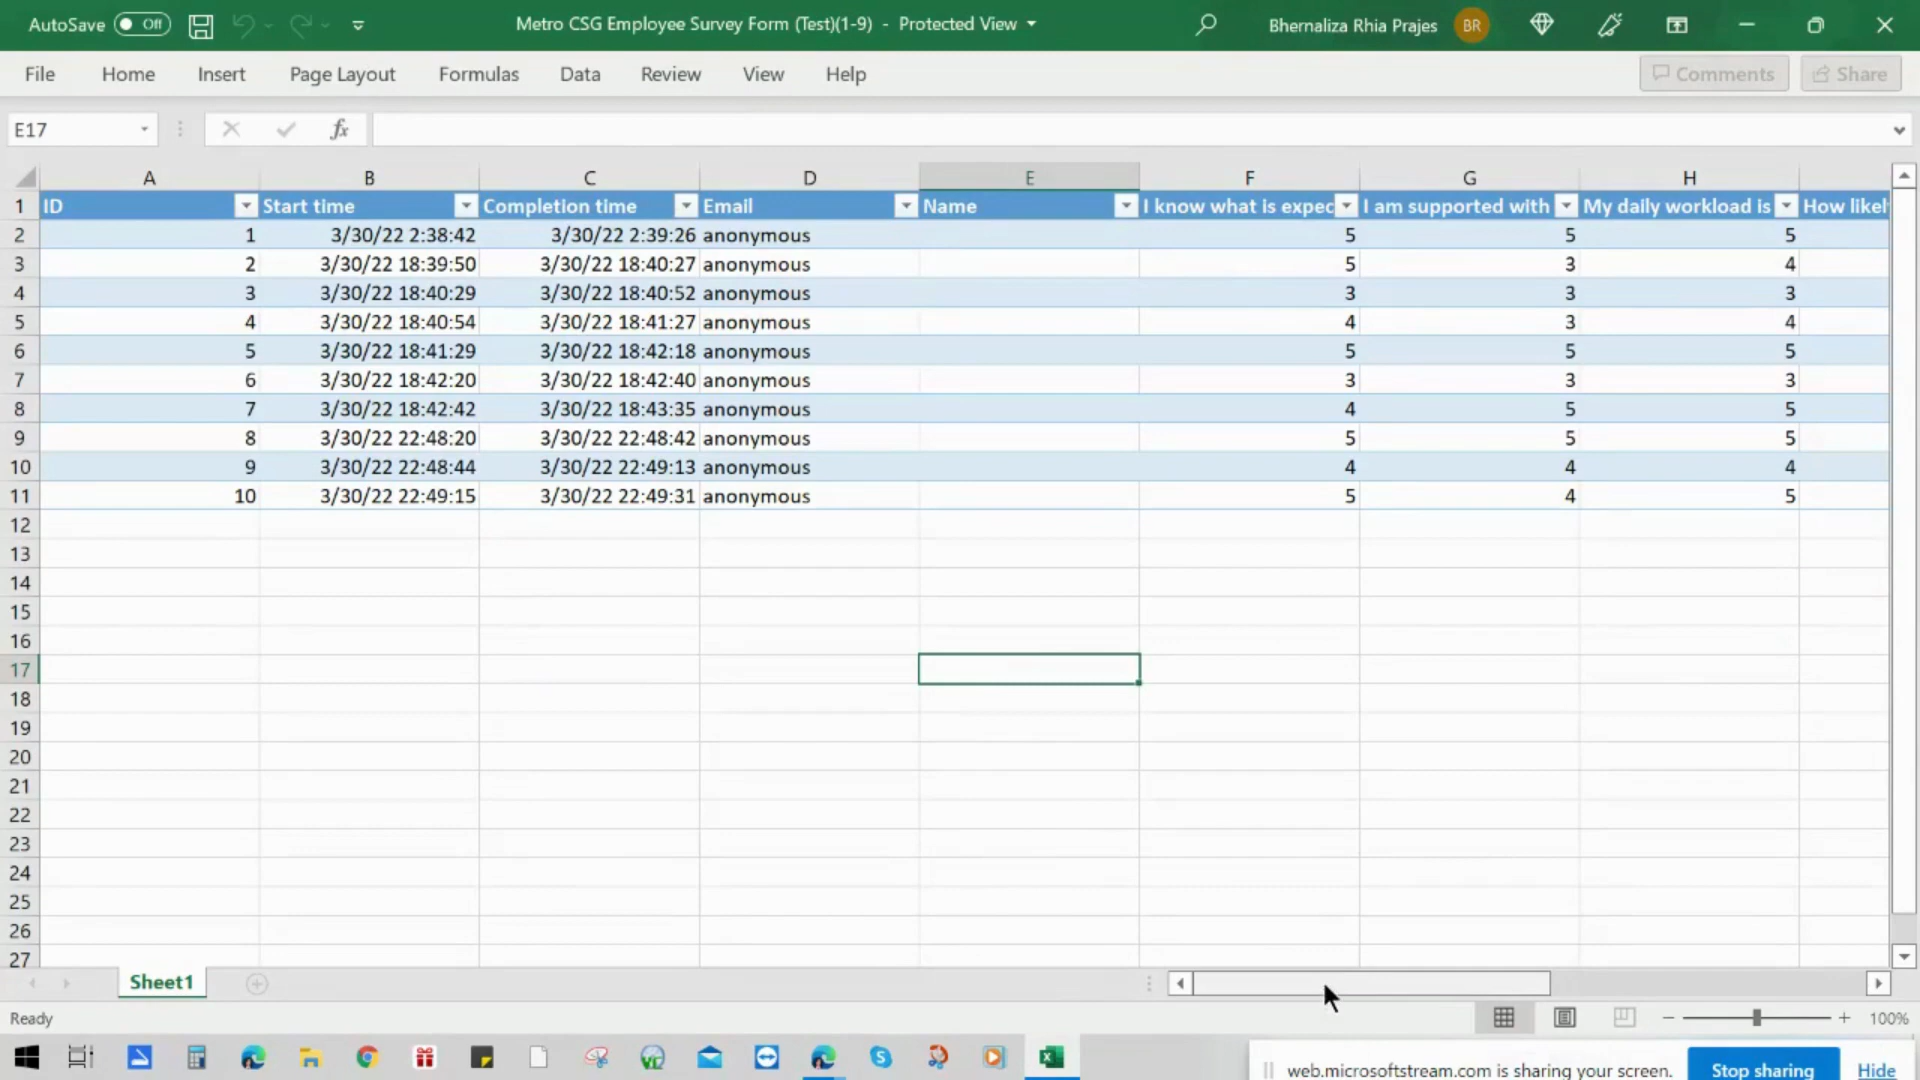 AutoSave Off Metro CSG Employee Survey Form (Test)(1-9) - Protected View Bhernaliza Rhia Prajes BR
File Home Insert Page Layout Formulas Data Review View Help Comments Share
E17 fx
A B C D E F G H
1 ID Start time Completion time Email Name I know what is expec I am supported with My daily workload is How likel
2 1 3/30/22 2:38:42 3/30/22 2:39:26 anonymous 5 5 5
3 2 3/30/22 18:39:50 3/30/22 18:40:27 anonymous 5 3 4
4 3 3/30/22 18:40:29 3/30/22 18:40:52 anonymous 3 3 3
5 4 3/30/22 18:40:54 3/30/22 18:41:27 anonymous 4 3 4
6 5 3/30/22 18:41:29 3/30/22 18:42:18 anonymous 5 5 5
7 6 3/30/22 18:42:20 3/30/22 18:42:40 anonymous 3 3 3
8 7 3/30/22 18:42:42 3/30/22 18:43:35 anonymous 4 5 5
9 8 3/30/22 22:48:20 3/30/22 22:48:42 anonymous 5 5 5
10 9 3/30/22 22:48:44 3/30/22 22:49:13 anonymous 4 4 4
11 10 3/30/22 22:49:15 3/30/22 22:49:31 anonymous 5 4 5
12
13
14
15
16
17
18
19
20
21
22
23
24
25
26
27
Sheet1
Ready 100%
web.microsoftstream.com is sharing your screen. Stop sharing Hide